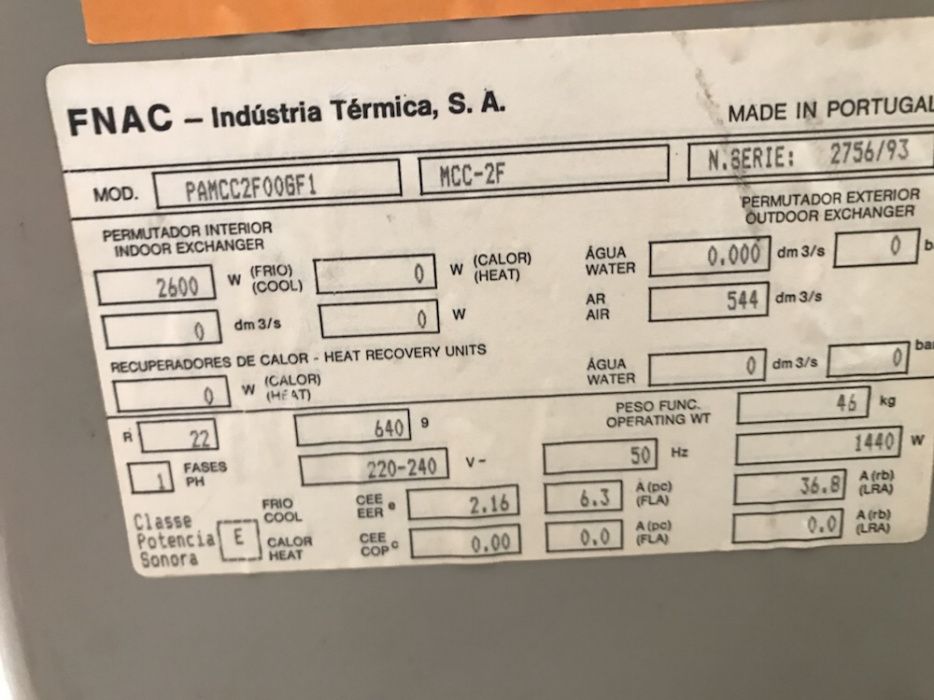 FNAC – Indústria Térmica, S. A.
MADE IN PORTUGAL
MOD. PAMCC2F00GF1 MCC-2F N.SERIE: 2756/93
PERMUTADOR INTERIOR
INDOOR EXCHANGER
PERMUTADOR EXTERIOR
OUTDOOR EXCHANGER
2600 W (FRIO) (COOL) 0 W (CALOR) (HEAT)
ÁGUA WATER 0.000 dm 3/s 0
0 dm 3/s 0 W
AR AIR 544 dm 3/s
RECUPERADORES DE CALOR - HEAT RECOVERY UNITS
0 W (CALOR) (HEAT)
ÁGUA WATER 0 dm 3/s 0 bar
R 22 640 g
PESO FUNC. OPERATING WT 46 kg
1 FASES PH 220-240 V~ 50 Hz 1440 W
Classe Potencia Sonora E
FRIO COOL CEE EER e 2.16 6.3 A (pc) (FLA) 36.8 A (rb) (LRA)
CALOR HEAT CEE COP c 0.00 0.0 A (pc) (FLA) 0.0 A (rb) (LRA)